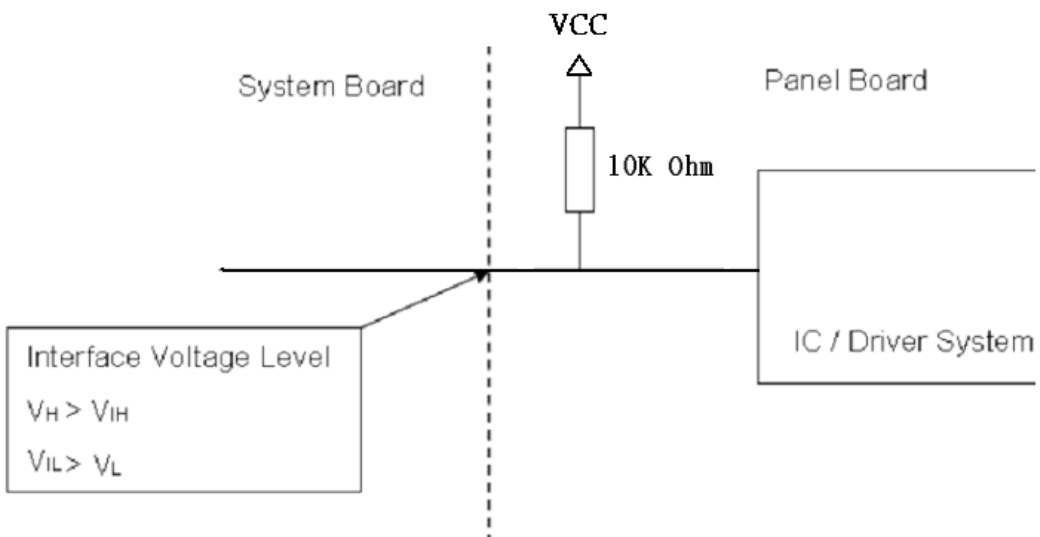 VCC
System Board
Panel Board
10K Ohm
IC / Driver System
Interface Voltage Level
VH > VIH
VIL> VL